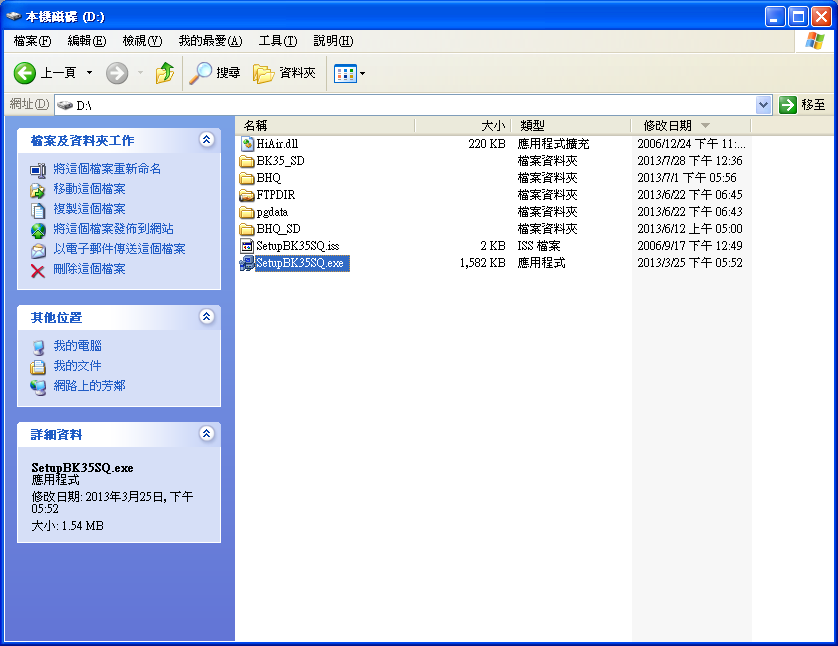 本機磁碟 (D:)
檔案(F) 編輯(E) 檢視(V) 我的最愛(A) 工具(T) 說明(H)
上一頁 搜尋 資料夾
網址(D) D:\ 移至
檔案及資料夾工作
將這個檔案重新命名
移動這個檔案
複製這個檔案
將這個檔案發佈到網站
以電子郵件傳送這個檔案
刪除這個檔案
其他位置
我的電腦
我的文件
網路上的芳鄰
詳細資料
SetupBK35SQ.exe
應用程式
修改日期: 2013年3月25日, 下午
05:52
大小: 1.54 MB
名稱 大小 類型 修改日期
HiAir.dll 220 KB 應用程式擴充 2006/12/24 下午 11:...
BK35_SD 檔案資料夾 2013/7/28 下午 12:36
BHQ 檔案資料夾 2013/7/1 下午 05:56
FTPDIR 檔案資料夾 2013/6/22 下午 06:45
pgdata 檔案資料夾 2013/6/22 下午 06:43
BHQ_SD 檔案資料夾 2013/6/12 上午 05:00
SetupBK35SQ.iss 2 KB ISS 檔案 2006/9/17 下午 12:49
SetupBK35SQ.exe 1,582 KB 應用程式 2013/3/25 下午 05:52